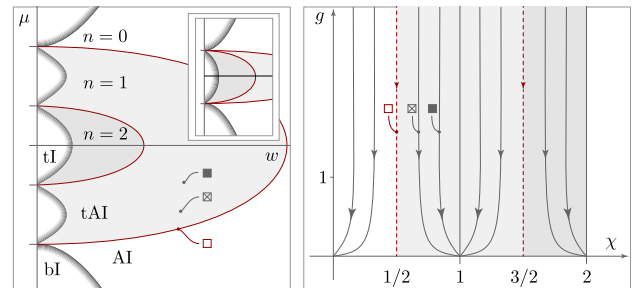 μ
n = 0
n = 1
n = 2
tI
w
tAI
AI
bI
g
1
χ
1/2
1
3/2
2